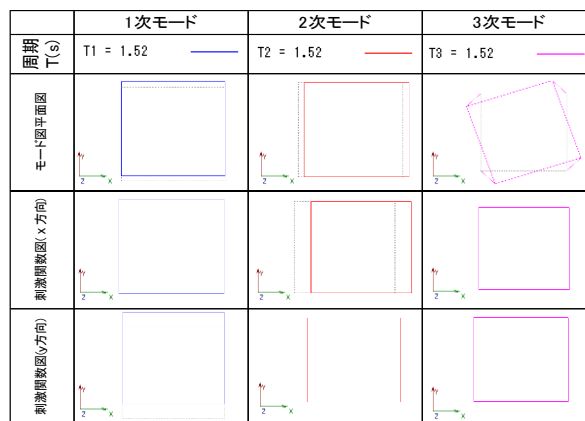 1次モード
2次モード
3次モード
周期
T(s)
T1 = 1.52
T2 = 1.52
T3 = 1.52
モード図平面図
Y
Z
X
Y
Z
X
Y
Z
X
刺激関数図(x方向)
Y
Z
X
Y
Z
X
Y
Z
X
刺激関数図(y方向)
Y
Z
X
Y
Z
X
Y
Z
X